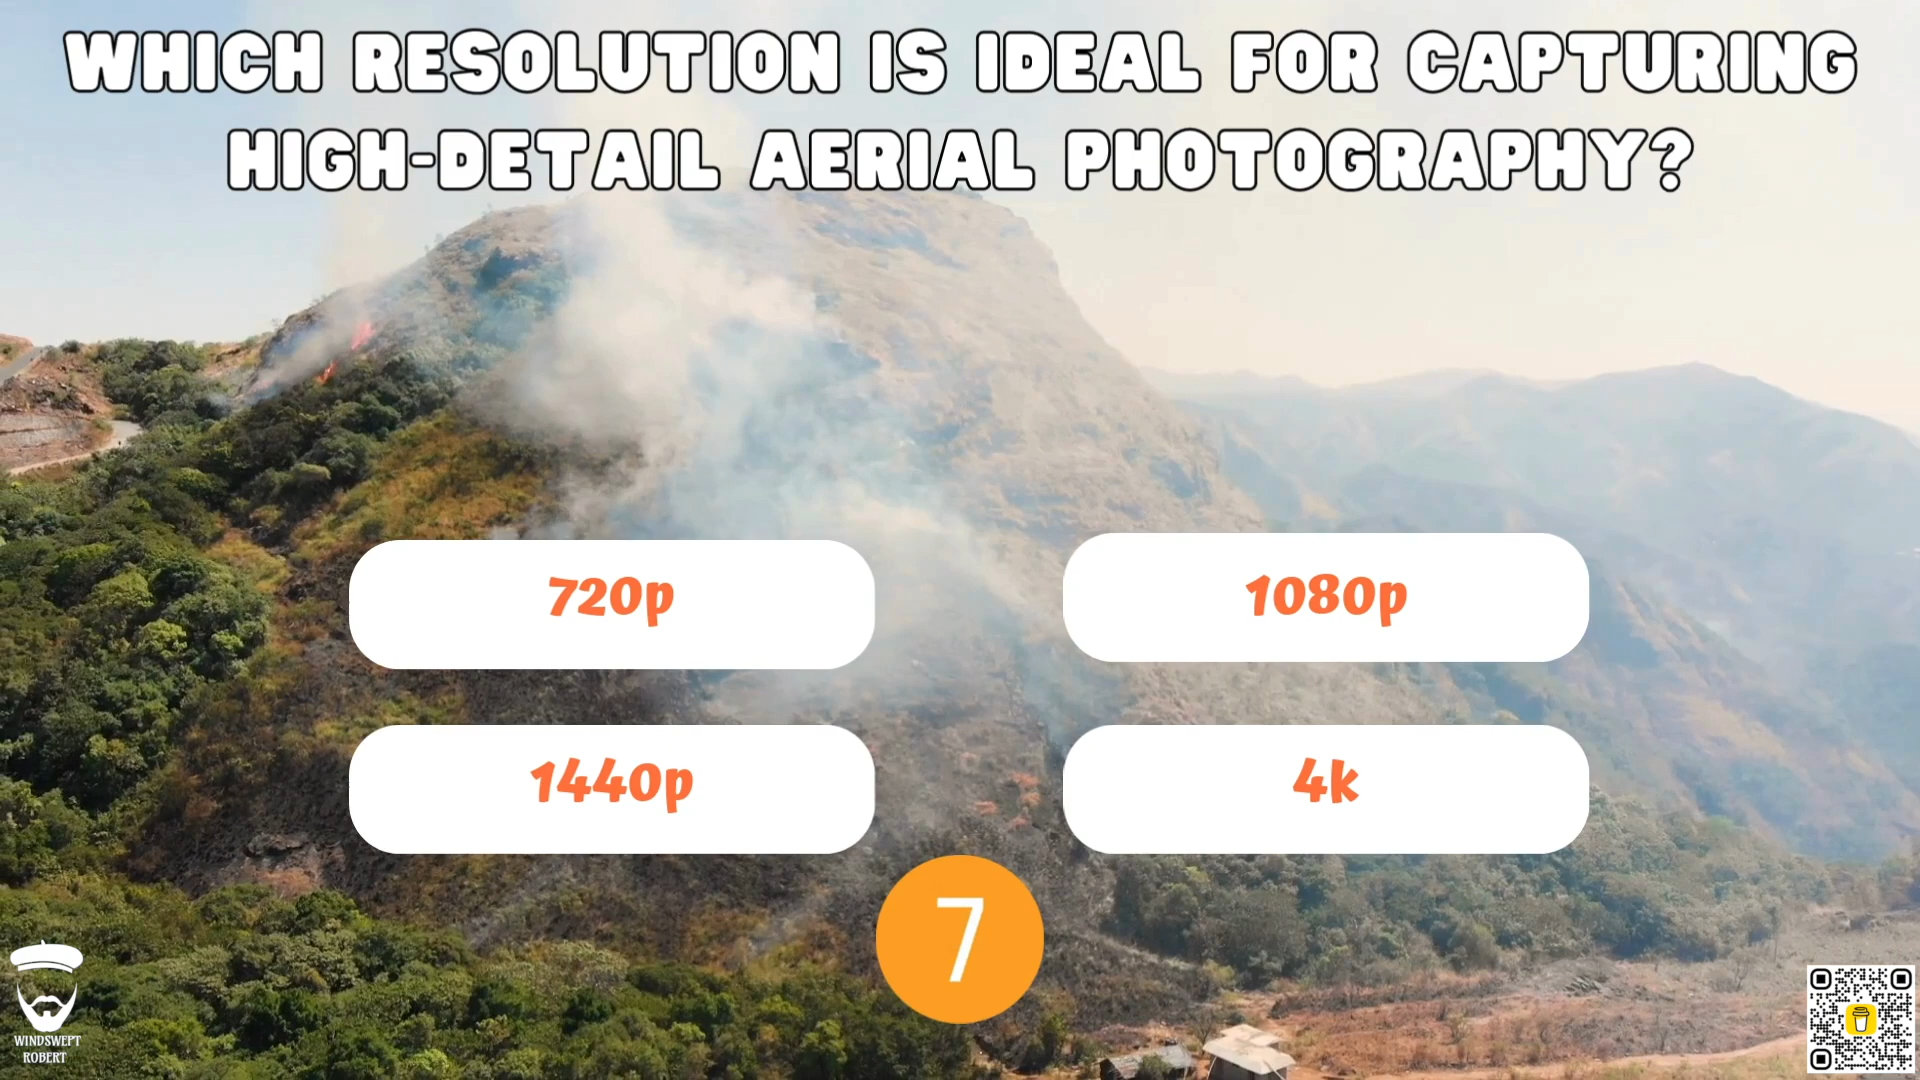 WHICH RESOLUTION IS IDEAL FOR CAPTURING
HIGH-DETAIL AERIAL PHOTOGRAPHY?
720p
1080p
1440p
4k
7
WINDSWEPT
ROBERT